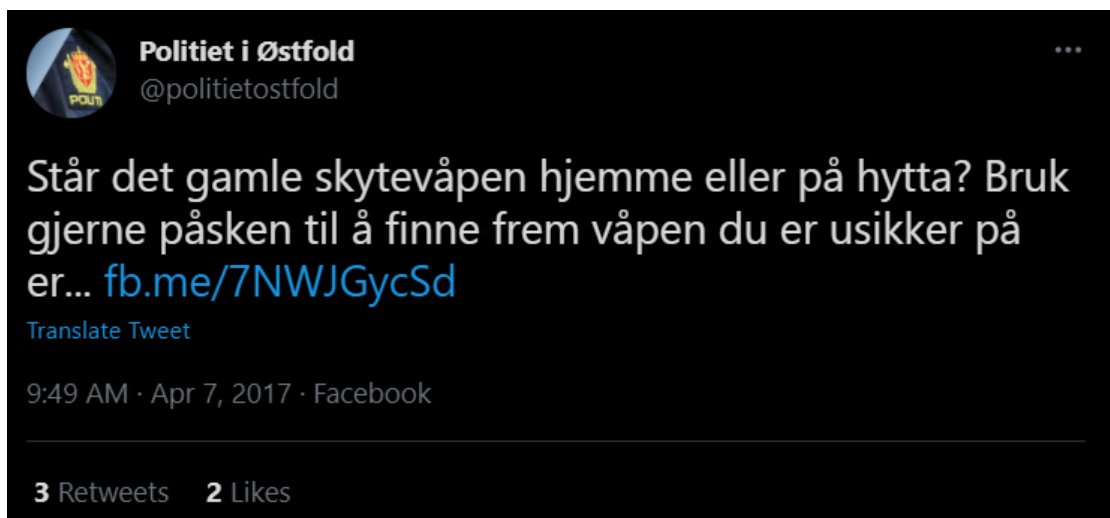 Politiet i Østfold
@politietostfold
POLITI
Står det gamle skytevåpen hjemme eller på hytta? Bruk
gjerne påsken til å finne frem våpen du er usikker på
er... fb.me/7NWJGycSd
Translate Tweet
9:49 AM · Apr 7, 2017 · Facebook
3 Retweets 2 Likes